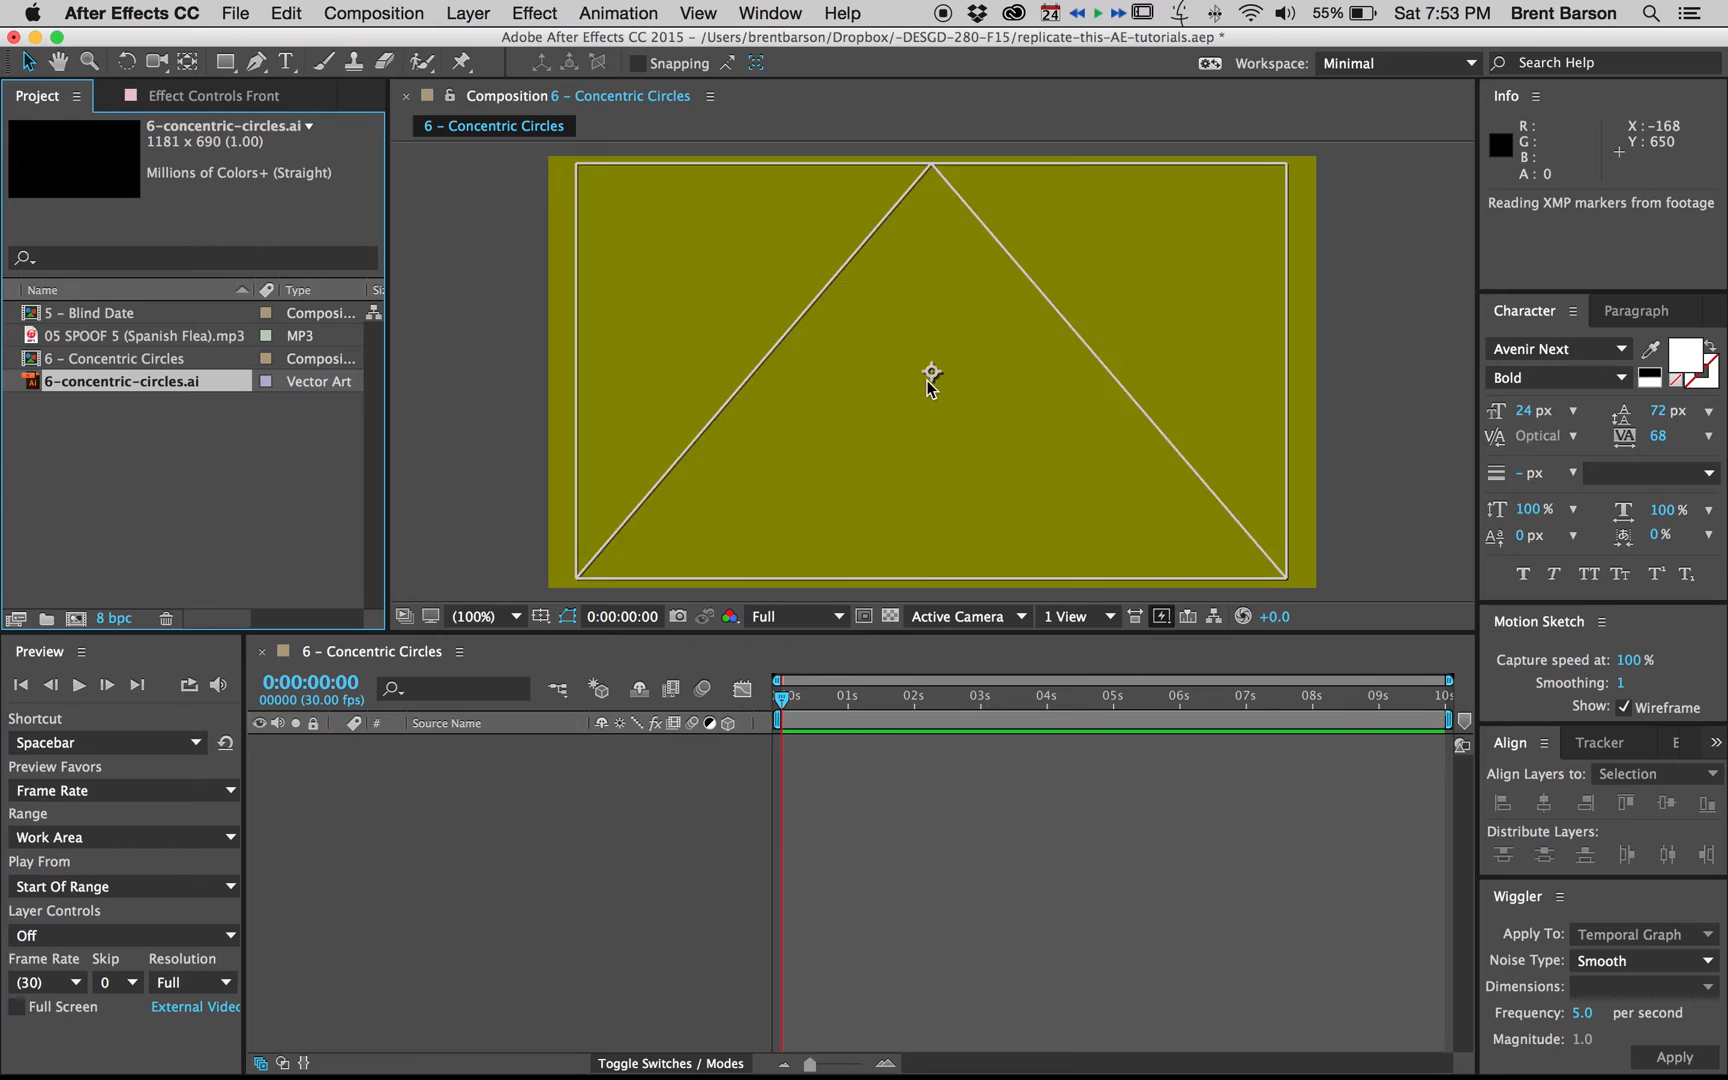 After Effects CC File Edit Composition Layer Effect Animation View Window Help 24 55% Sat 7:53 PM Brent Barson
Adobe After Effects CC 2015 - /Users/brentbarson/Dropbox/-DESGD-280-F15/replicate-this-AE-tutorials.aep *
Snapping Workspace: Minimal Search Help
Project Effect Controls Front
6-concentric-circles.ai
1181 x 690 (1.00)
Millions of Colors+ (Straight)
Name Type Si
5 – Blind Date Composi...
05 SPOOF 5 (Spanish Flea).mp3 MP3
6 – Concentric Circles Composi...
6-concentric-circles.ai Vector Art
8 bpc
Composition 6 – Concentric Circles
6 – Concentric Circles
(100%) 0:00:00:00 Full Active Camera 1 View +0.0
Info
R: X: -168
G: Y: 650
B:
A: 0
Reading XMP markers from footage
Character Paragraph
Avenir Next
Bold
24 px 72 px
Optical 68
- px
100 % 100 %
0 px 0 %
T T TT Tt T¹ T₁
Motion Sketch
Capture speed at: 100 %
Smoothing: 1
Show: Wireframe
Align Tracker E
Align Layers to: Selection
Distribute Layers:
Wiggler
Apply To: Temporal Graph
Noise Type: Smooth
Dimensions:
Frequency: 5.0 per second
Magnitude: 1.0
Apply
Preview
Shortcut
Spacebar
Preview Favors
Frame Rate
Range
Work Area
Play From
Start Of Range
Layer Controls
Off
Frame Rate Skip Resolution
(30) 0 Full
Full Screen External Video
6 – Concentric Circles
0:00:00:00
00000 (30.00 fps)
# Source Name
0s 01s 02s 03s 04s 05s 06s 07s 08s 09s 10s
Toggle Switches / Modes